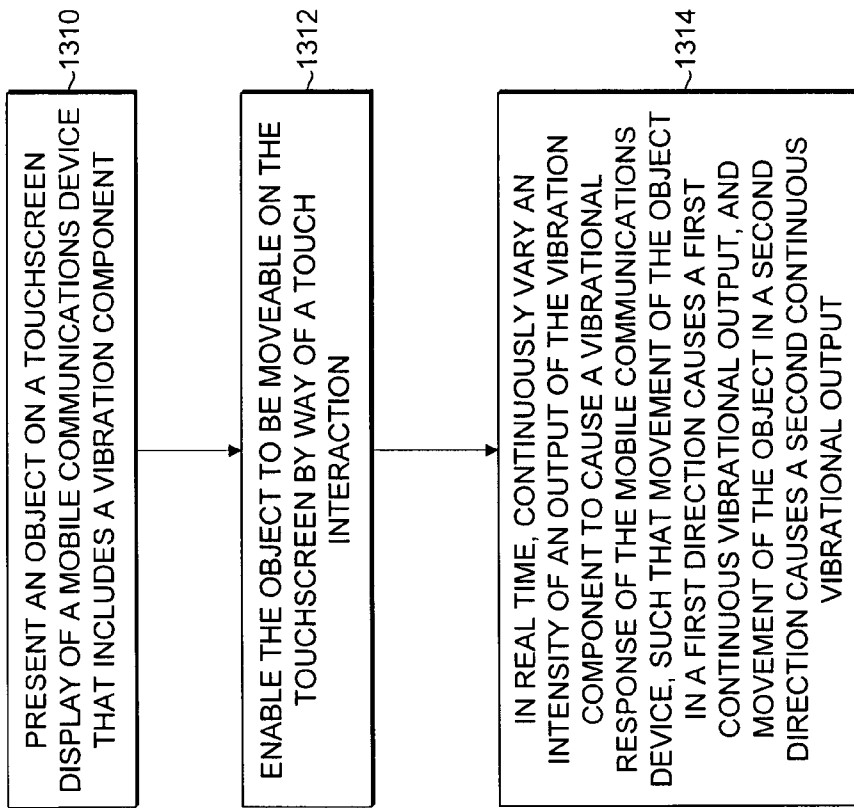 PRESENT AN OBJECT ON A TOUCHSCREEN
DISPLAY OF A MOBILE COMMUNICATIONS DEVICE
THAT INCLUDES A VIBRATION COMPONENT
1310
ENABLE THE OBJECT TO BE MOVEABLE ON THE
TOUCHSCREEN BY WAY OF A TOUCH
INTERACTION
1312
IN REAL TIME, CONTINUOUSLY VARY AN
INTENSITY OF AN OUTPUT OF THE VIBRATION
COMPONENT TO CAUSE A VIBRATIONAL
RESPONSE OF THE MOBILE COMMUNICATIONS
DEVICE, SUCH THAT MOVEMENT OF THE OBJECT
IN A FIRST DIRECTION CAUSES A FIRST
CONTINUOUS VIBRATIONAL OUTPUT, AND
MOVEMENT OF THE OBJECT IN A SECOND
DIRECTION CAUSES A SECOND CONTINUOUS
VIBRATIONAL OUTPUT
1314